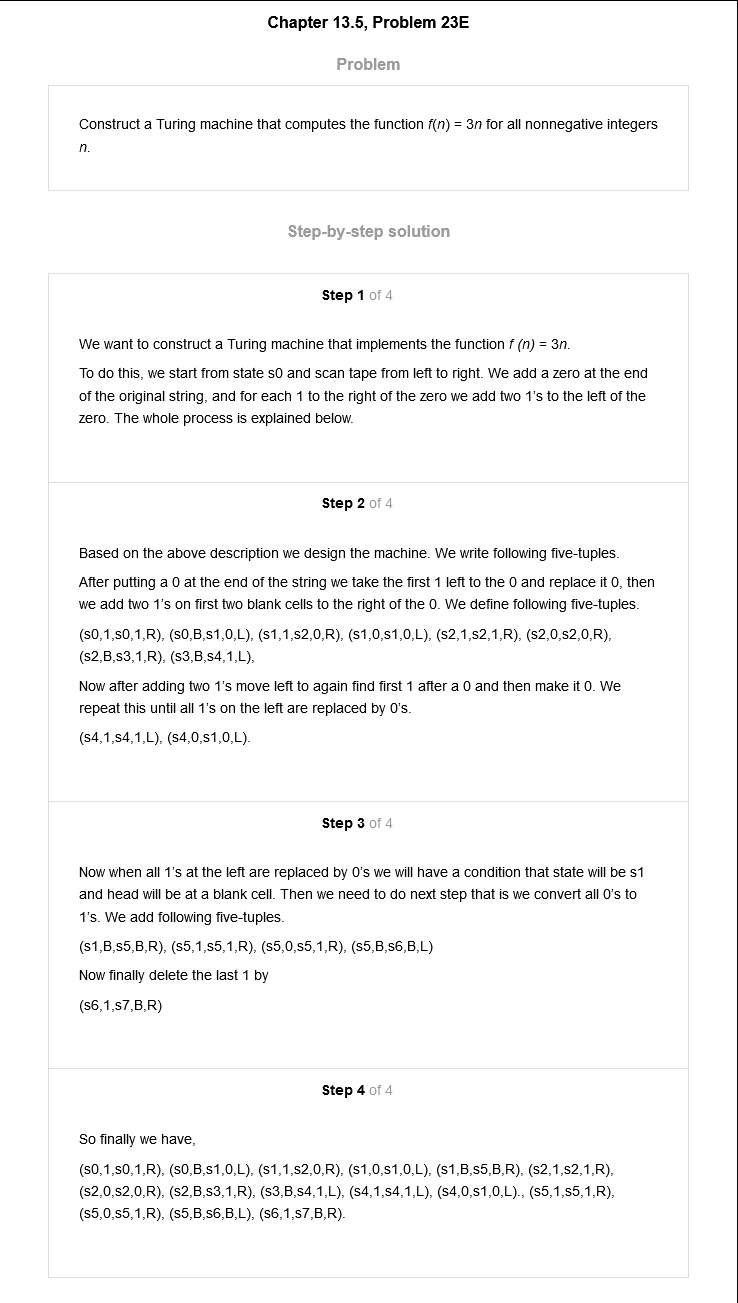 Chapter 13.5, Problem 23E
Problem
Construct a Turing machine that computes the function f(n) = 3n for all nonnegative integers
n.
Step-by-step solution
Step 1 of 4
We want to construct a Turing machine that implements the function f (n) = 3n.
To do this, we start from state s0 and scan tape from left to right. We add a zero at the end
of the original string, and for each 1 to the right of the zero we add two 1's to the left of the
zero. The whole process is explained below.
Step 2 of 4
Based on the above description we design the machine. We write following five-tuples.
After putting a 0 at the end of the string we take the first 1 left to the 0 and replace it 0, then
we add two 1's on first two blank cells to the right of the 0. We define following five-tuples.
(s0,1,s0,1,R), (s0,B,s1,0,L), (s1,1,s2,0,R), (s1,0,s1,0,L), (s2,1,s2,1,R), (s2,0,s2,0,R),
(s2,B,s3,1,R), (s3,B,s4,1,L),
Now after adding two 1's move left to again find first 1 after a 0 and then make it 0. We
repeat this until all 1's on the left are replaced by 0's.
(s4,1,s4,1,L), (s4,0,s1,0,L).
Step 3 of 4
Now when all 1's at the left are replaced by 0's we will have a condition that state will be s1
and head will be at a blank cell. Then we need to do next step that is we convert all 0's to
1's. We add following five-tuples.
(s1,B,s5,B,R), (s5,1,s5,1,R), (s5,0,s5,1,R), (s5,B,s6,B,L)
Now finally delete the last 1 by
(s6,1,s7,B,R)
Step 4 of 4
So finally we have,
(s0,1,s0,1,R), (s0,B,s1,0,L), (s1,1,s2,0,R), (s1,0,s1,0,L), (s1,B,s5,B,R), (s2,1,s2,1,R),
(s2,0,s2,0,R), (s2,B,s3,1,R), (s3,B,s4,1,L), (s4,1,s4,1,L), (s4,0,s1,0,L)., (s5,1,s5,1,R),
(s5,0,s5,1,R), (s5,B,s6,B,L), (s6,1,s7,B,R).